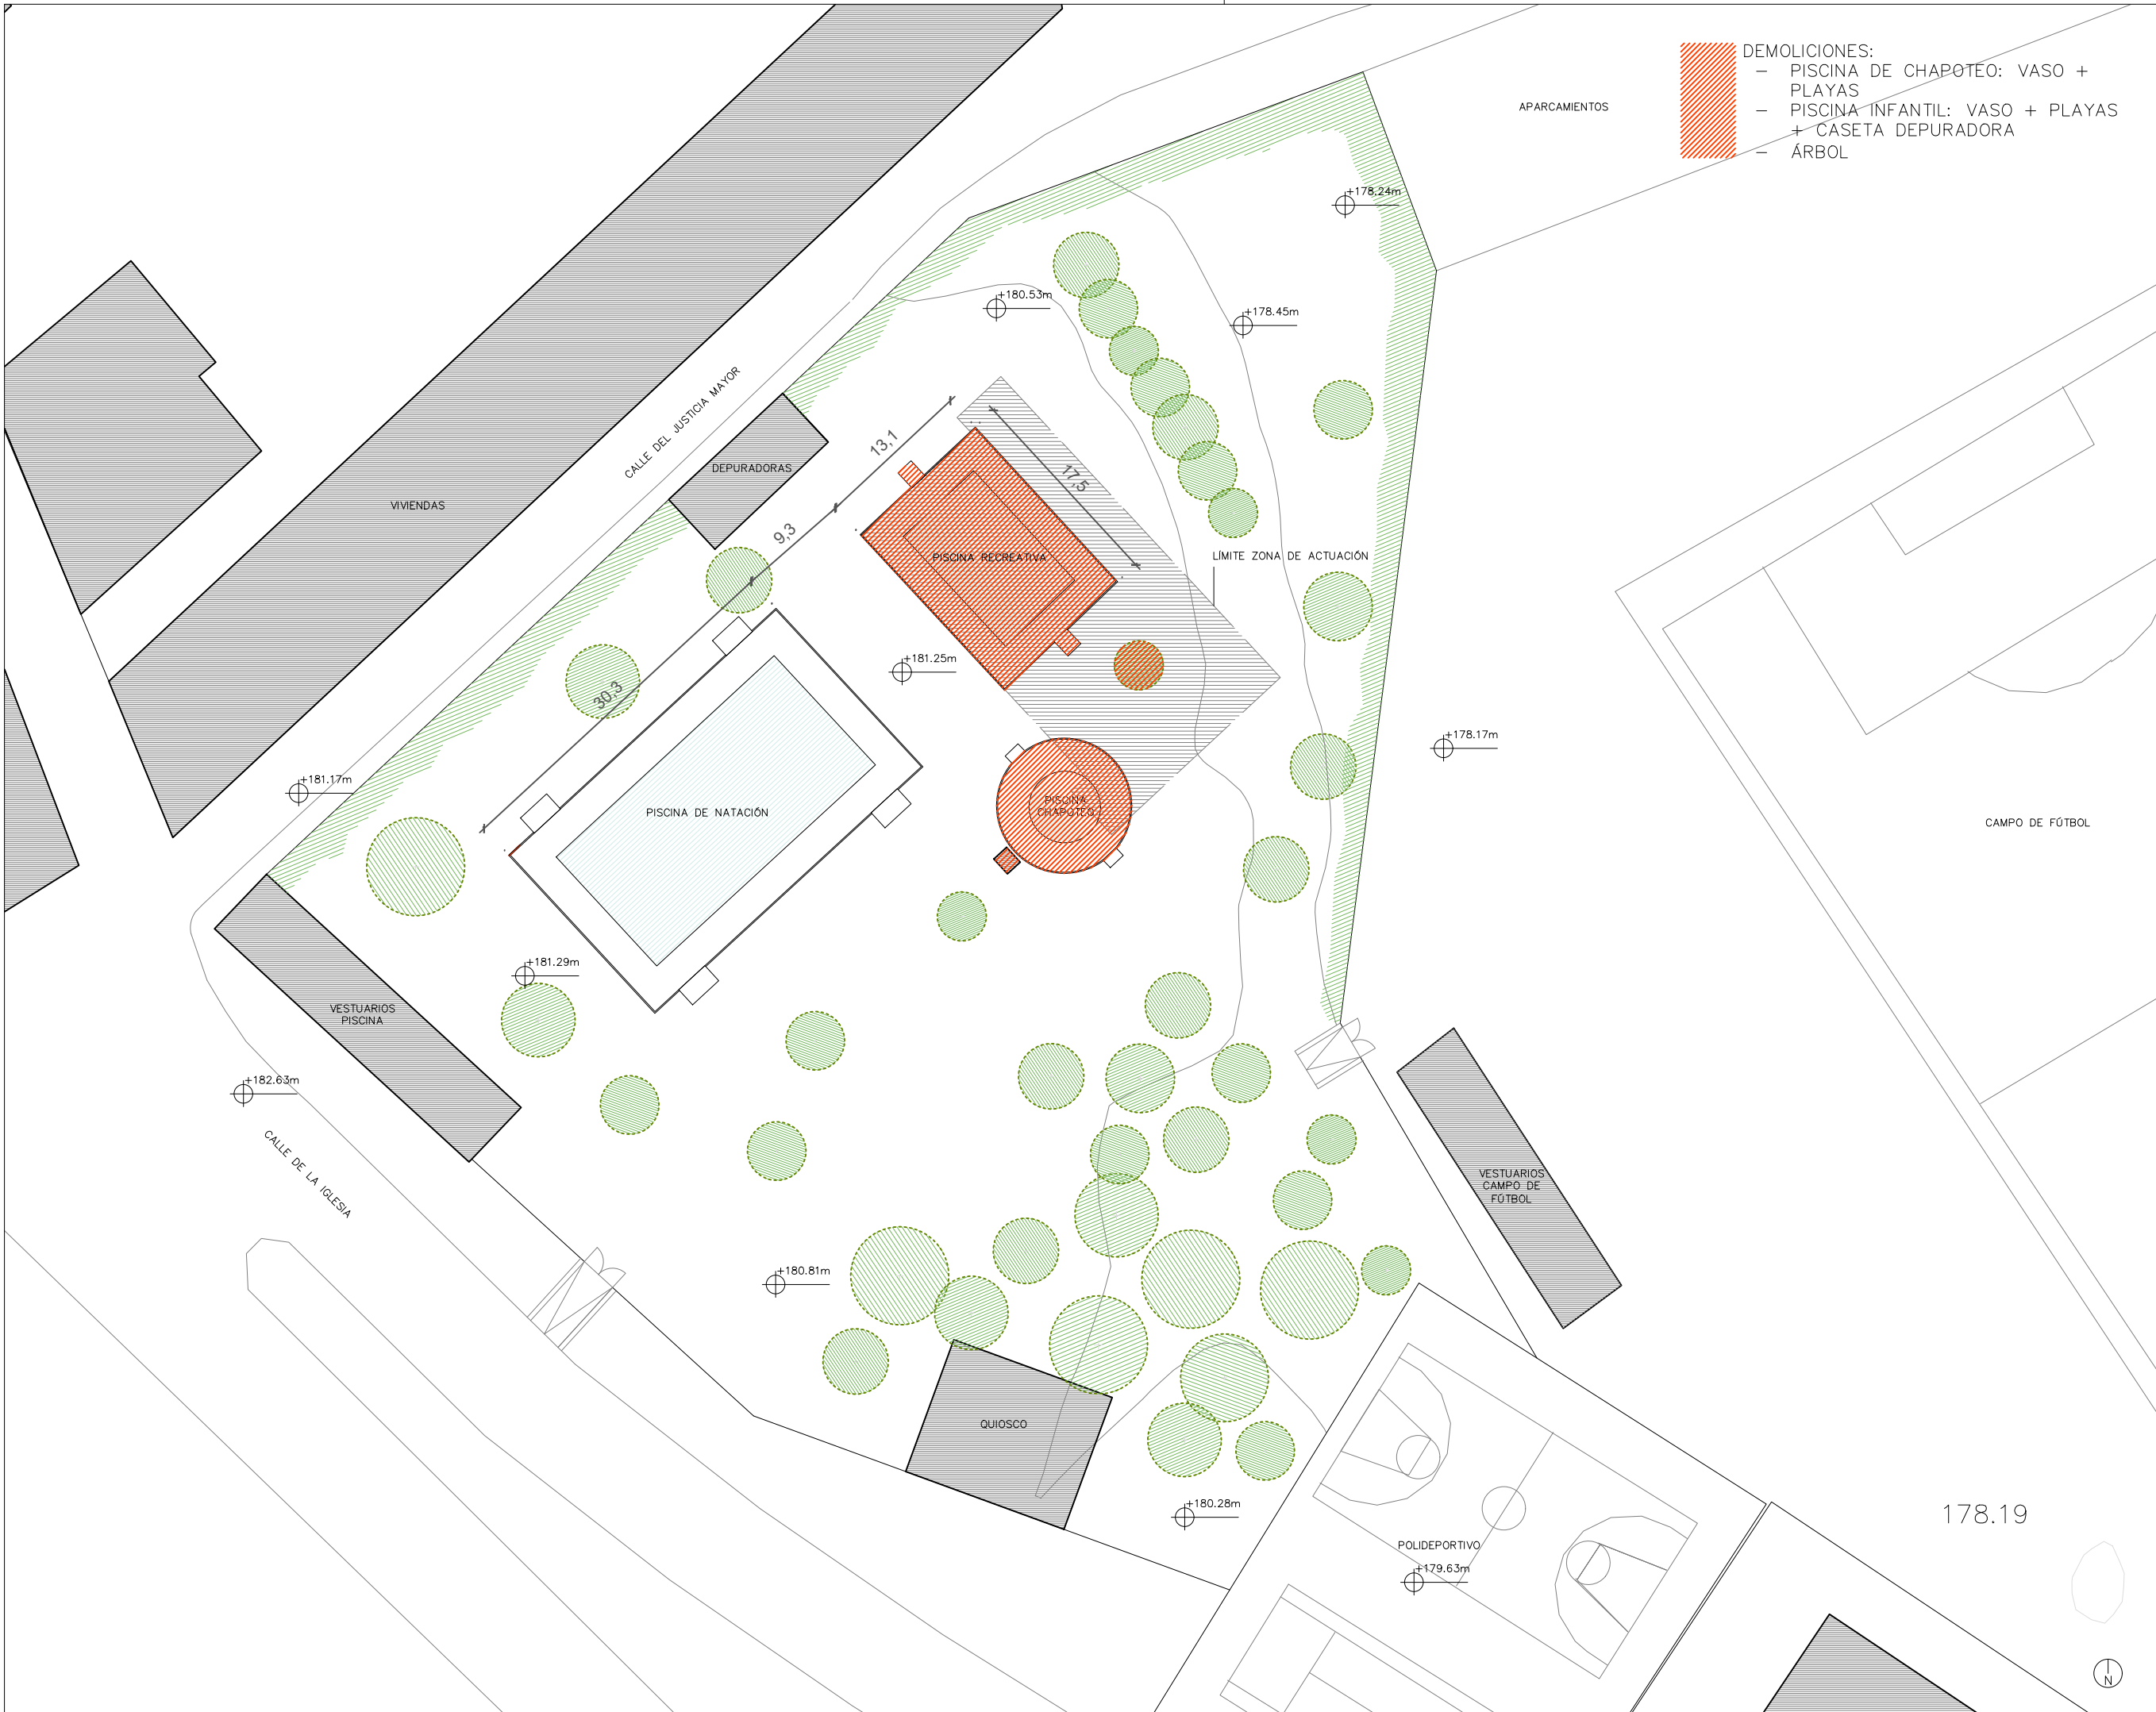 DEMOLICIONES:
- PISCINA DE CHAPOTEO: VASO +
PLAYAS
- PISCINA INFANTIL: VASO + PLAYAS
+ CASETA DEPURADORA
- ÁRBOL
APARCAMIENTOS
+178.24m
+180.53m
+178.45m
CALLE DEL JUSTICIA MAYOR
13,1
17,5
DEPURADORAS
VIVIENDAS
9,3
PISCINA RECREATIVA
LÍMITE ZONA DE ACTUACIÓN
+181.25m
30,3
+178.17m
+181.17m
PISCINA
CHAPOTEO
PISCINA DE NATACIÓN
CAMPO DE FÚTBOL
+181.29m
VESTUARIOS
PISCINA
+182.63m
CALLE DE LA IGLESIA
VESTUARIOS
CAMPO DE
FÚTBOL
+180.81m
QUIOSCO
+180.28m
178.19
POLIDEPORTIVO
+179.63m
N